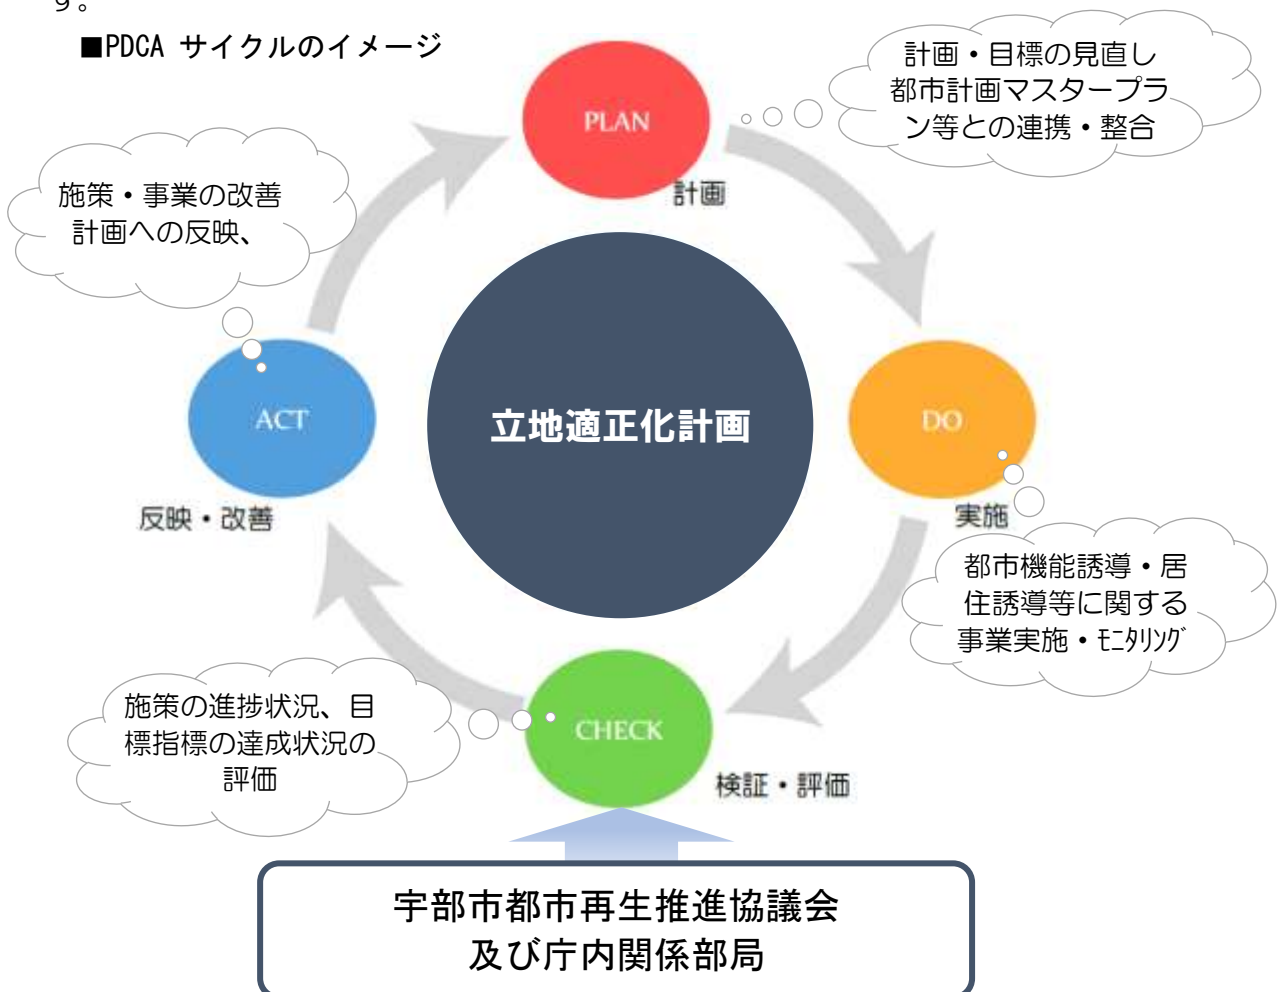 す。
■PDCA サイクルのイメージ
計画・目標の見直し
都市計画マスタープラ
ン等との連携・整合
PLAN
計画
施策・事業の改善
計画への反映、
ACT
反映・改善
立地適正化計画
DO
実施
都市機能誘導・居
住誘導等に関する
事業実施・ﾓﾆﾀﾘﾝｸﾞ
施策の進捗状況、目
標指標の達成状況の
評価
CHECK
検証・評価
宇部市都市再生推進協議会
及び庁内関係部局